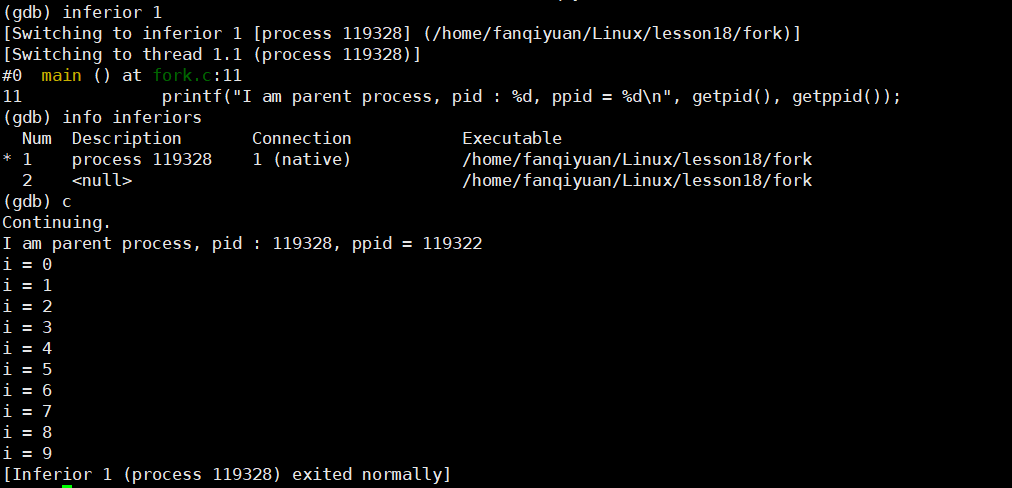 (gdb) inferior 1
[Switching to inferior 1 [process 119328] (/home/fanqiyuan/Linux/lesson18/fork)]
[Switching to thread 1.1 (process 119328)]
#0  main () at fork.c:11
11              printf("I am parent process, pid : %d, ppid = %d\n", getpid(), getppid());
(gdb) info inferiors
  Num  Description       Connection           Executable
* 1    process 119328    1 (native)           /home/fanqiyuan/Linux/lesson18/fork
  2    <null>                                 /home/fanqiyuan/Linux/lesson18/fork
(gdb) c
Continuing.
I am parent process, pid : 119328, ppid = 119322
i = 0
i = 1
i = 2
i = 3
i = 4
i = 5
i = 6
i = 7
i = 8
i = 9
[Inferior 1 (process 119328) exited normally]